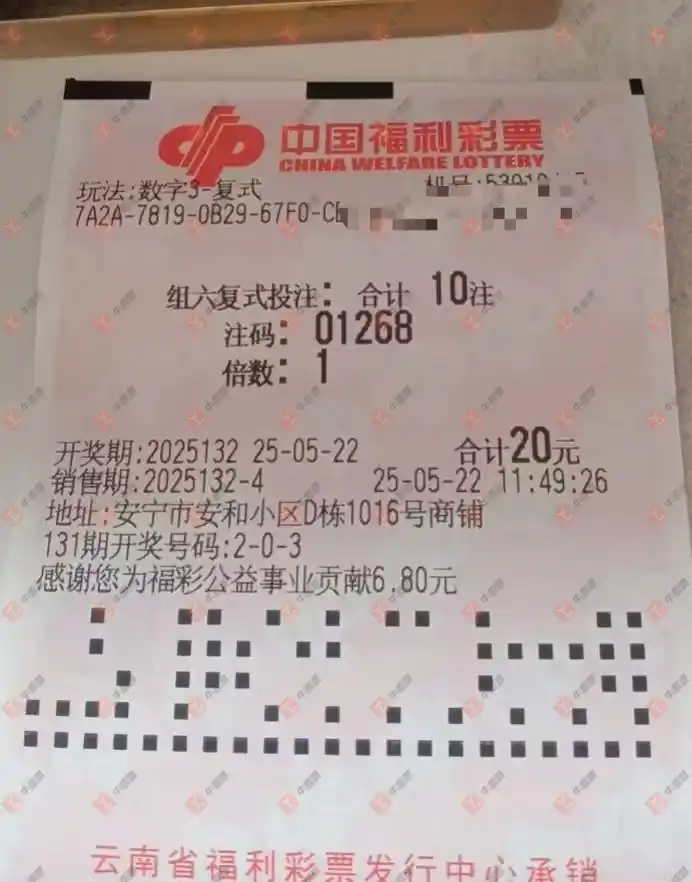 中国福利彩票
CHINA WELFARE LOTTERY
玩法:数字3-复式
7A2A-7819-0B29-67F0-
组六复式投注: 合计 10注
注码: 01268
倍数: 1
开奖期:2025132 25-05-22 合计20元
销售期:2025132-4 25-05-22 11:49:26
地址:安宁市安和小区D栋1016号商铺
131期开奖号码:2-0-3
感谢您为福彩公益事业贡献6.80元
云南省福利彩票发行中心承销